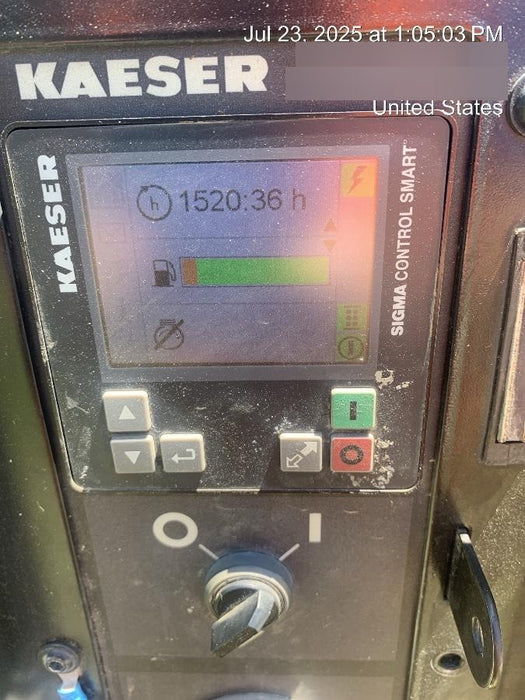 Jul 23, 2025 at 1:05:03 PM
KAESER
United States
KAESER
h 1520:36 h
SIGMA CONTROL SMART
I
O
O I